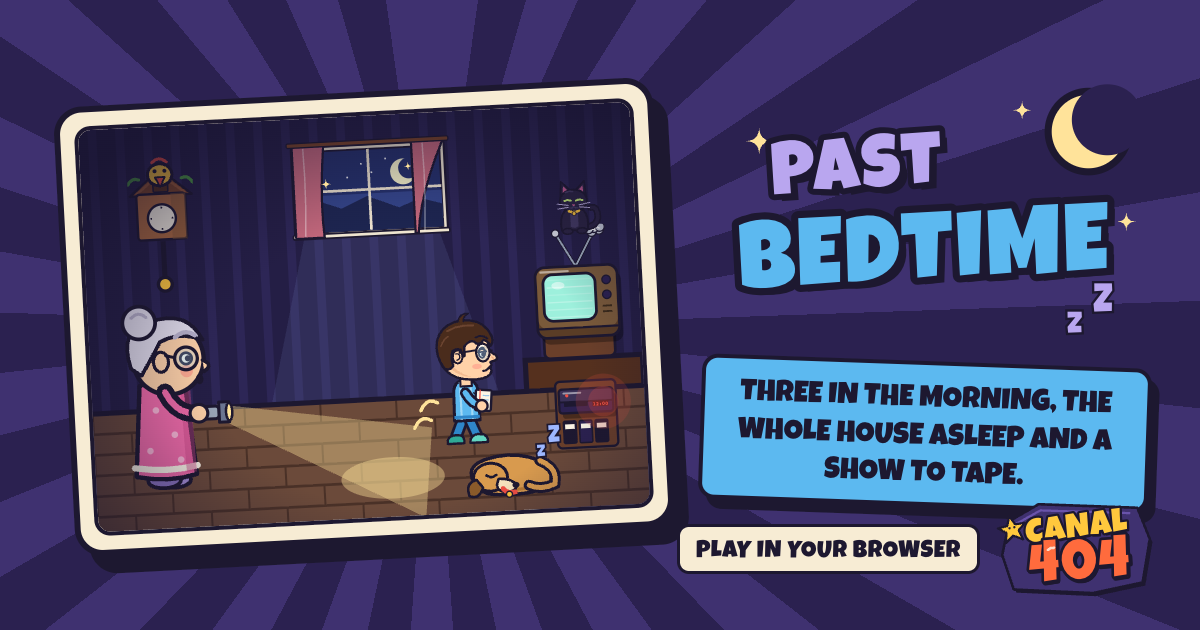 PAST
BEDTIME
Z
Z
THREE IN THE MORNING, THE
WHOLE HOUSE ASLEEP AND A
SHOW TO TAPE.
Z
Z
PLAY IN YOUR BROWSER
CANAL
404